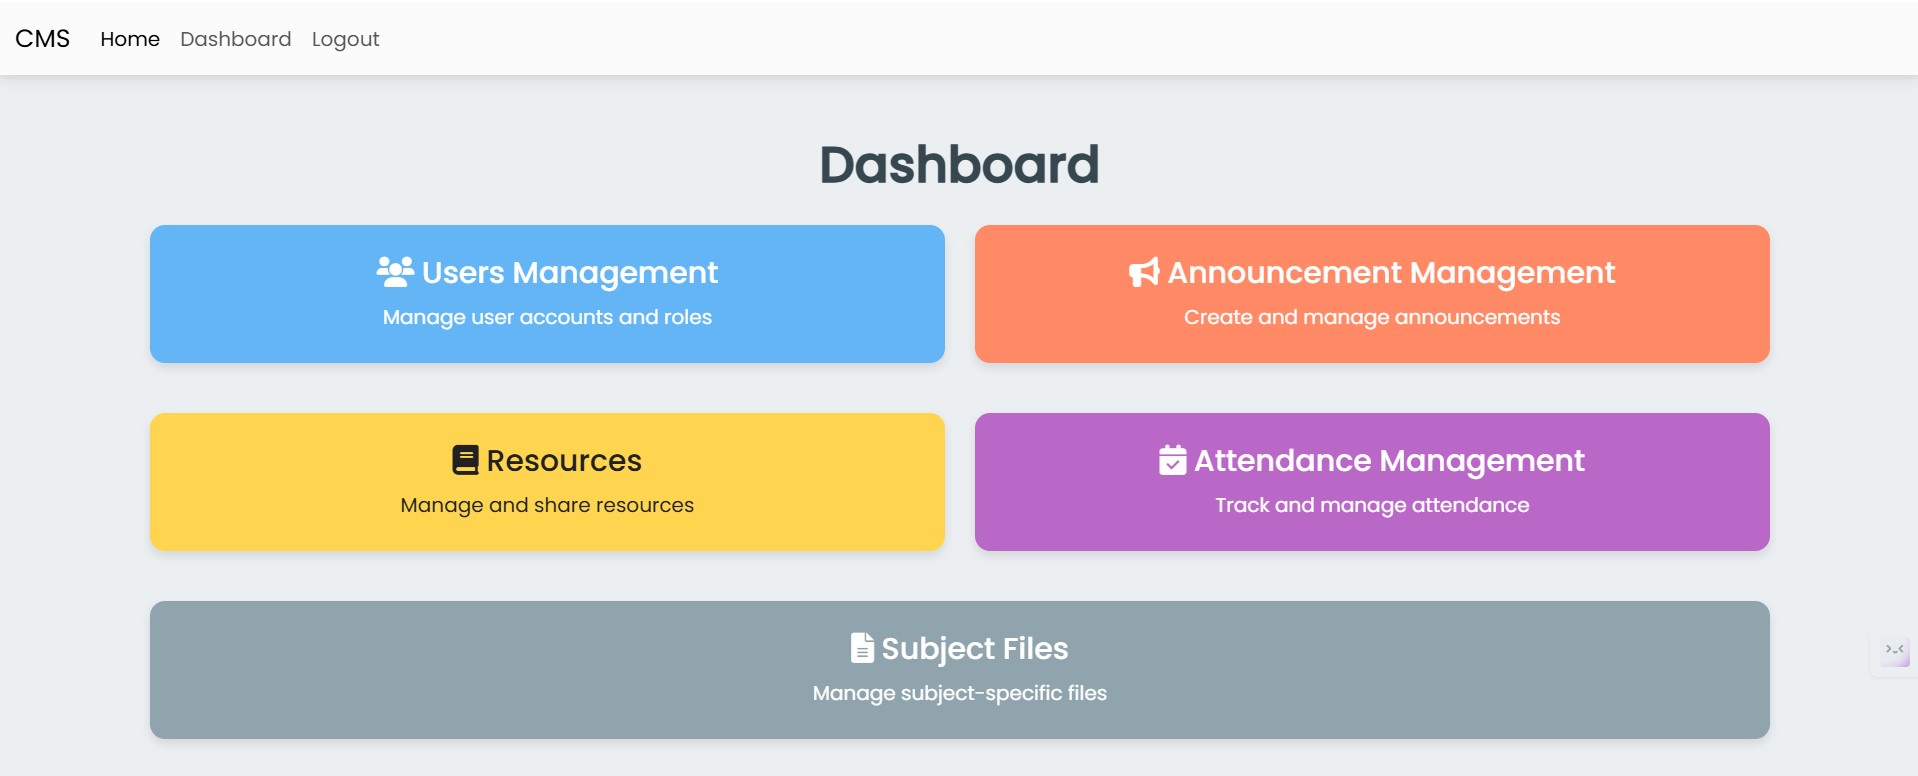 CMS Home Dashboard Logout
Dashboard
Users Management
Manage user accounts and roles
Announcement Management
Create and manage announcements
Resources
Manage and share resources
Attendance Management
Track and manage attendance
Subject Files
Manage subject-specific files